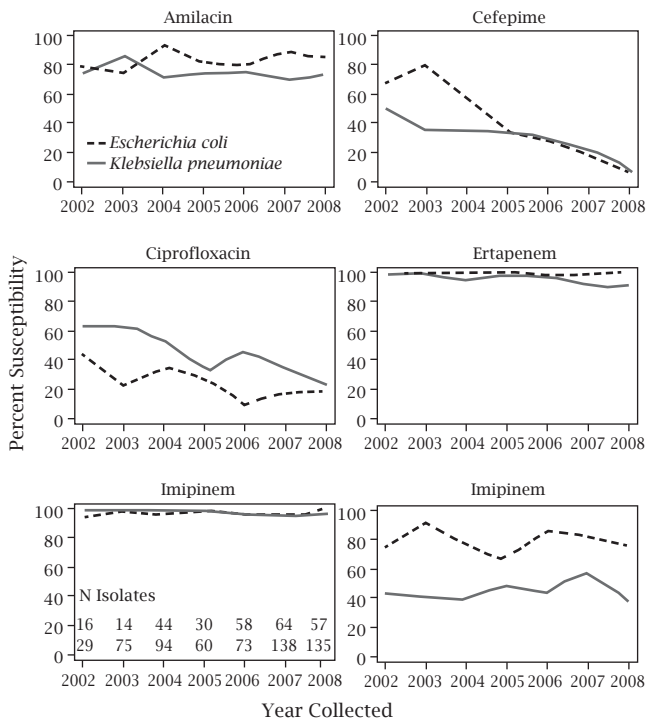 Amilacin
100
80
60
40
20
0
Escherichia coli
Klebsiella pneumoniae
2002 2003 2004 2005 2006 2007 2008
Cefepime
100
80
60
40
20
0
2002 2003 2004 2005 2006 2007 2008
Percent Susceptibility
Ciprofloxacin
100
80
60
40
20
0
2002 2003 2004 2005 2006 2007 2008
Ertapenem
100
80
60
40
20
0
2002 2003 2004 2005 2006 2007 2008
Imipinem
100
80
60
40
20
0
N Isolates
16 14 44 30 58 64 57
29 75 94 60 73 138 135
2002 2003 2004 2005 2006 2007 2008
Imipinem
100
80
60
40
20
0
2002 2003 2004 2005 2006 2007 2008
Year Collected